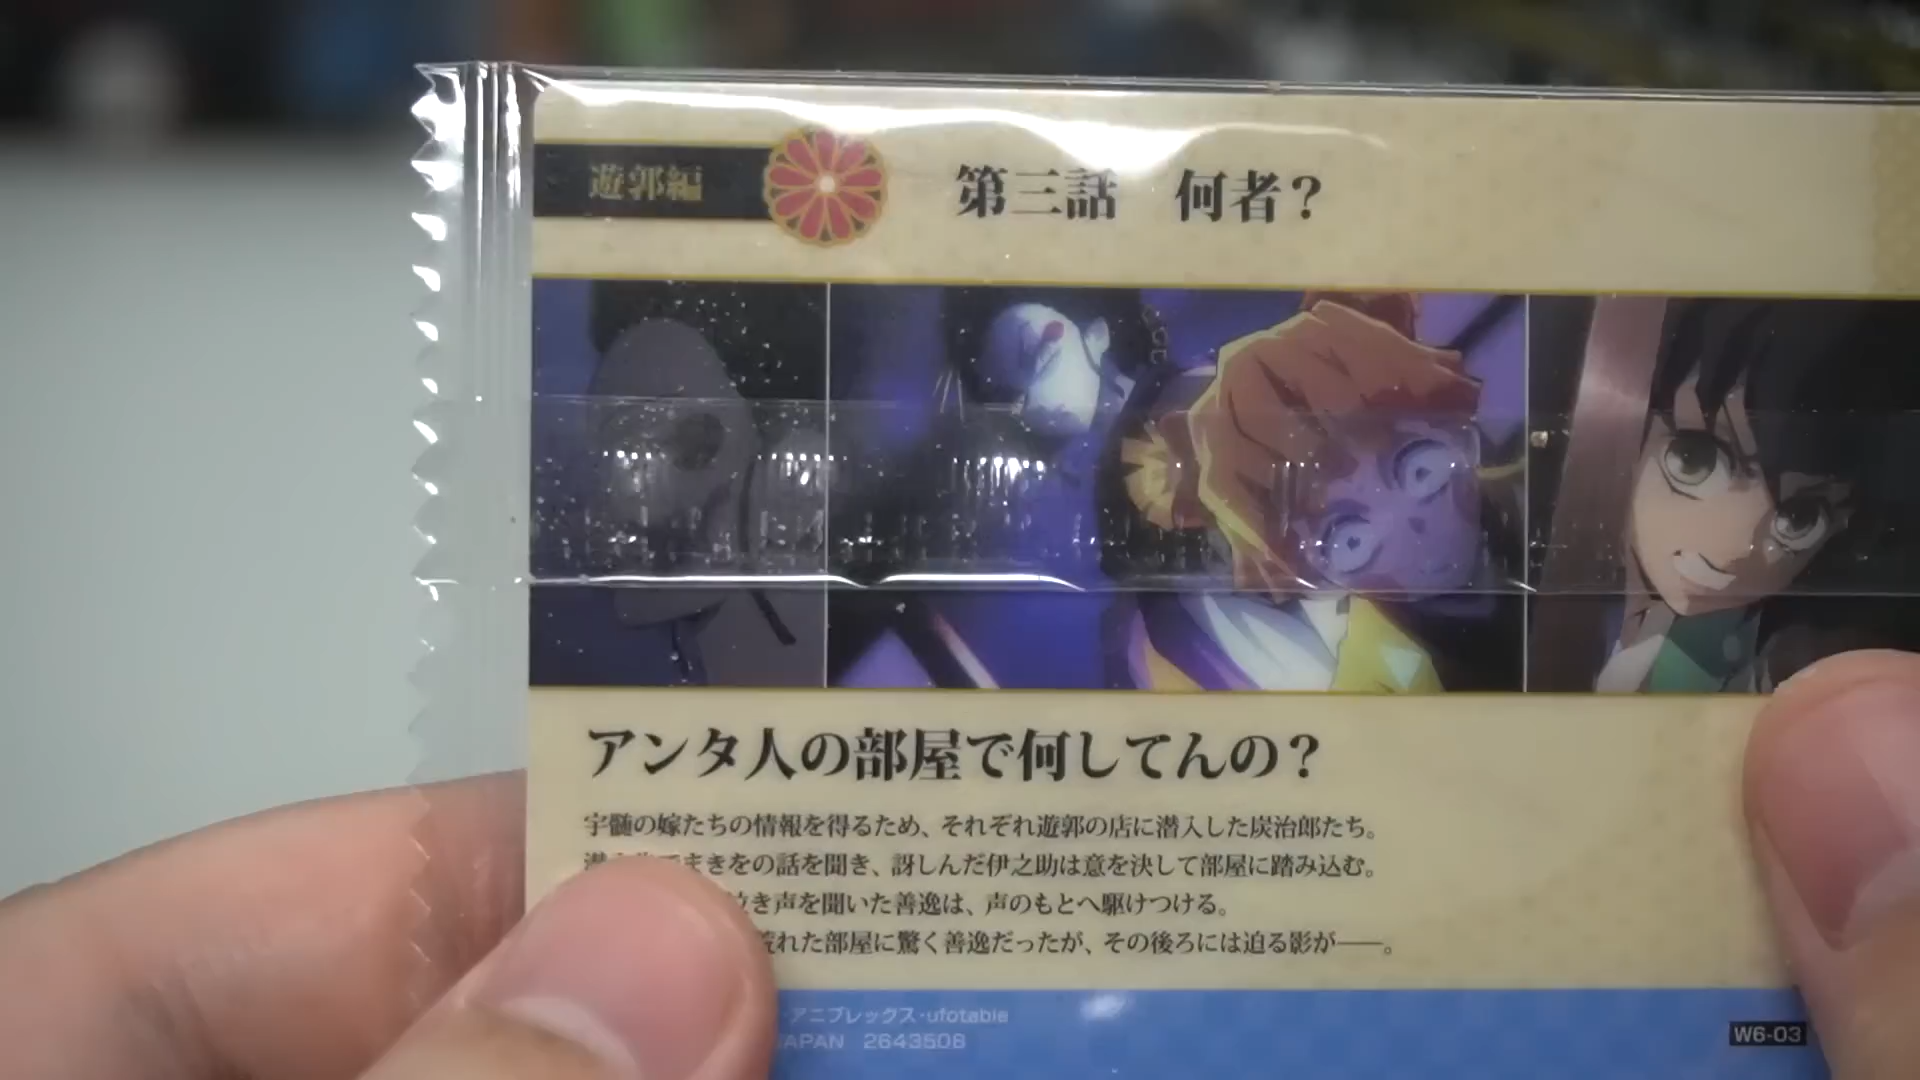 遊郭編
第三話 何者?
アンタ人の部屋で何してんの?
宇髄の嫁たちの情報を得るため、それぞれ遊郭の店に潜入した炭治郎たち。
まきをの話を聞き、訝しんだ伊之助は意を決して部屋に踏み込む。
き声を聞いた善逸は、声のもとへ駆けつける。
荒れた部屋に驚く善逸だったが、その後ろには迫る影が――。
・アニプレックス・ufotable
JAPAN 2643508
W6-03